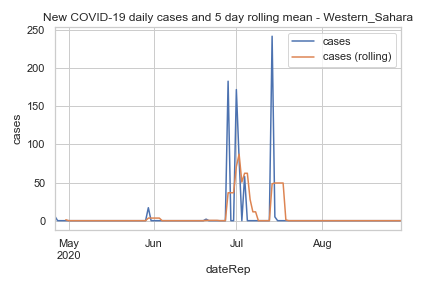 New COVID-19 daily cases and 5 day rolling mean - Western_Sahara
250
200
150
100
50
0
cases
cases
cases (rolling)
May
2020
Jun
Jul
Aug
dateRep